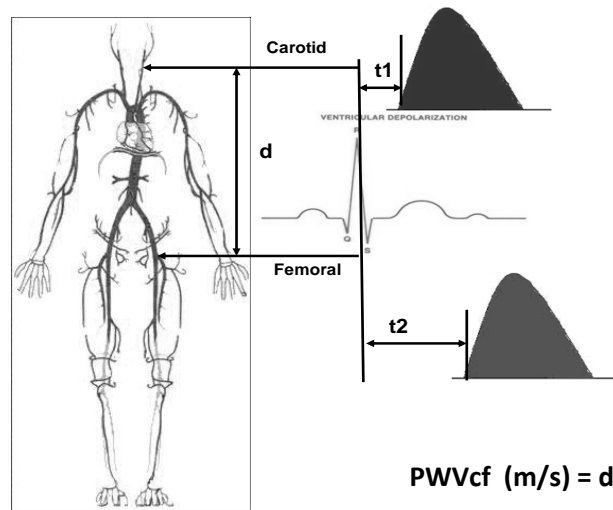 Carotid
t1
VENTRICULAR DEPOLARIZATION
R
d
Q
S
Femoral
t2
PWVcf (m/s) = d